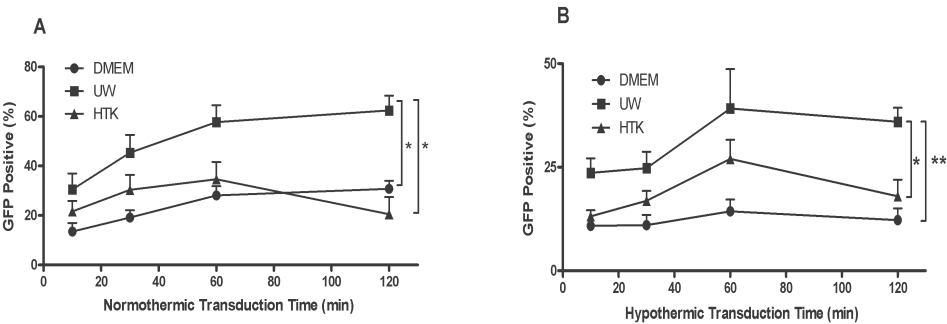 A
GFP Positive (%)
80
60
40
20
0
DMEM
UW
HTK
* *
0 20 40 60 80 100 120
Normothermic Transduction Time (min)
B
GFP Positive (%)
50
25
0
DMEM
UW
HTK
* **
0 20 40 60 80 100 120
Hypothermic Transduction Time (min)